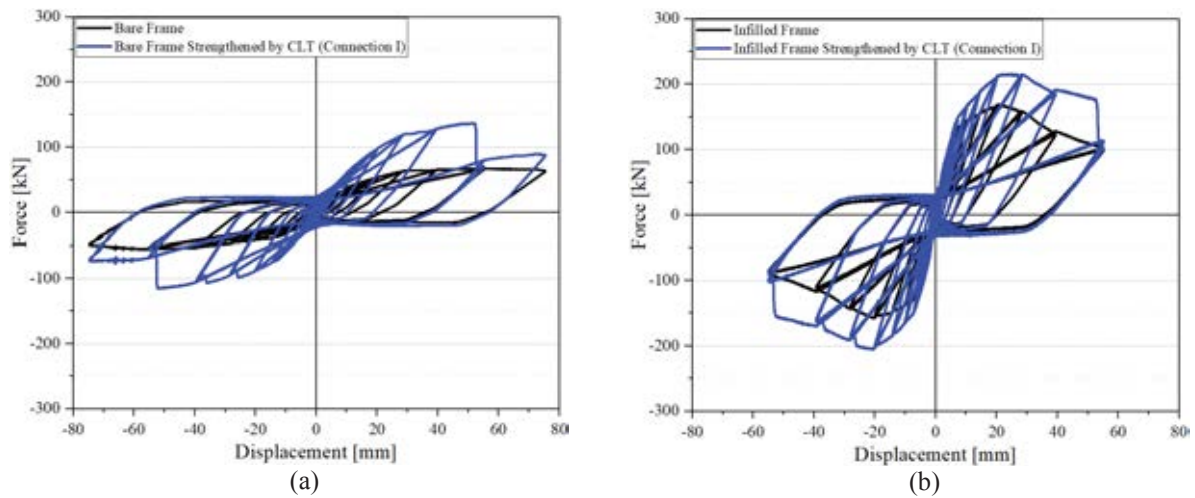 300
200
100
0
-100
-200
-300
Force [kN]
Bare Frame
Bare Frame Strengthened by CLT (Connection I)
-80 -60 -40 -20 0 20 40 60 80
Displacement [mm]
(a)
300
200
100
0
-100
-200
-300
Force [kN]
Infilled Frame
Infilled Frame Strengthened by CLT (Connection I)
-80 -60 -40 -20 0 20 40 60 80
Displacement [mm]
(b)